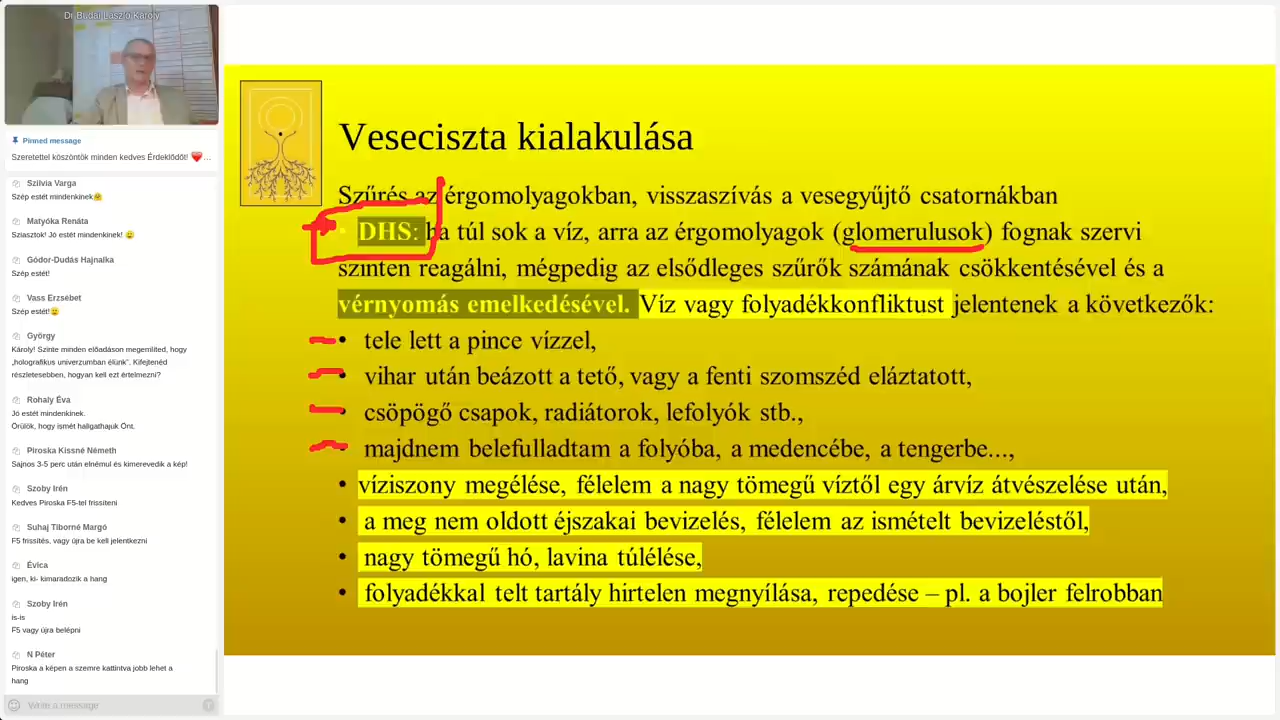 Dr Budai László Károly
Pinned message
Szeretettel köszöntök minden kedves Érdeklődőt! ❤️…
Szilvia Varga
Szép estét mindenkinek🤗
Matyóka Renáta
Sziasztok! Jó estét mindenkinek! 🙂
Gódor-Dudás Hajnalka
Szép estét!
Vass Erzsébet
Szép estét!🙂
György
Károly! Szinte minden előadáson megemlíted, hogy
„holografikus univerzumban élünk”. Kifejtenéd
részletesebben, hogyan kell ezt értelmezni?
Rohaly Éva
Jó estét mindenkinek.
Örülök, hogy ismét hallgathajuk Önt.
Piroska Kissné Németh
Sajnos 3-5 perc után elnémul és kimerevedik a kép!
Szoby Irén
Kedves Piroska F5-tel frissíteni
Suhaj Tiborné Margó
F5 frissítés, vagy újra be kell jelentkezni
Évica
igen, ki- kimaradozik a hang
Szoby Irén
is-is
F5 vagy újra belépni
N Péter
Piroska a képen a szemre kattintva jobb lehet a
hang
Write a message
Veseciszta kialakulása
Szűrés az érgomolyagokban, visszaszívás a vesegyűjtő csatornákban
• DHS: ha túl sok a víz, arra az érgomolyagok (glomerulusok) fognak szervi
szinten reagálni, mégpedig az elsődleges szűrők számának csökkentésével és a
vérnyomás emelkedésével. Víz vagy folyadékkonfliktust jelentenek a következők:
• tele lett a pince vízzel,
• vihar után beázott a tető, vagy a fenti szomszéd eláztatott,
• csöpögő csapok, radiátorok, lefolyók stb.,
• majdnem belefulladtam a folyóba, a medencébe, a tengerbe...,
• víziszony megélése, félelem a nagy tömegű víztől egy árvíz átvészelése után,
• a meg nem oldott éjszakai bevizelés, félelem az ismételt bevizeléstől,
• nagy tömegű hó, lavina túlélése,
• folyadékkal telt tartály hirtelen megnyílása, repedése – pl. a bojler felrobban